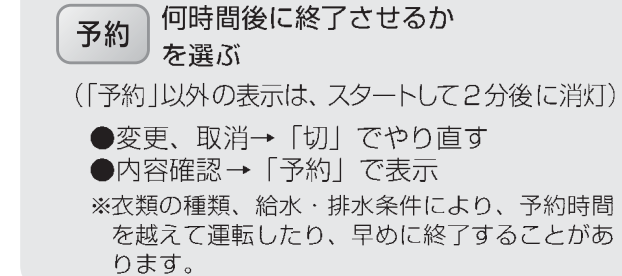 予約
何時間後に終了させるか
を選ぶ
（「予約」以外の表示は、スタートして２分後に消灯）
●変更、取消→「切」でやり直す
●内容確認→「予約」で表示
※衣類の種類、給水・排水条件により、予約時間
を越えて運転したり、早めに終了することがあ
ります。